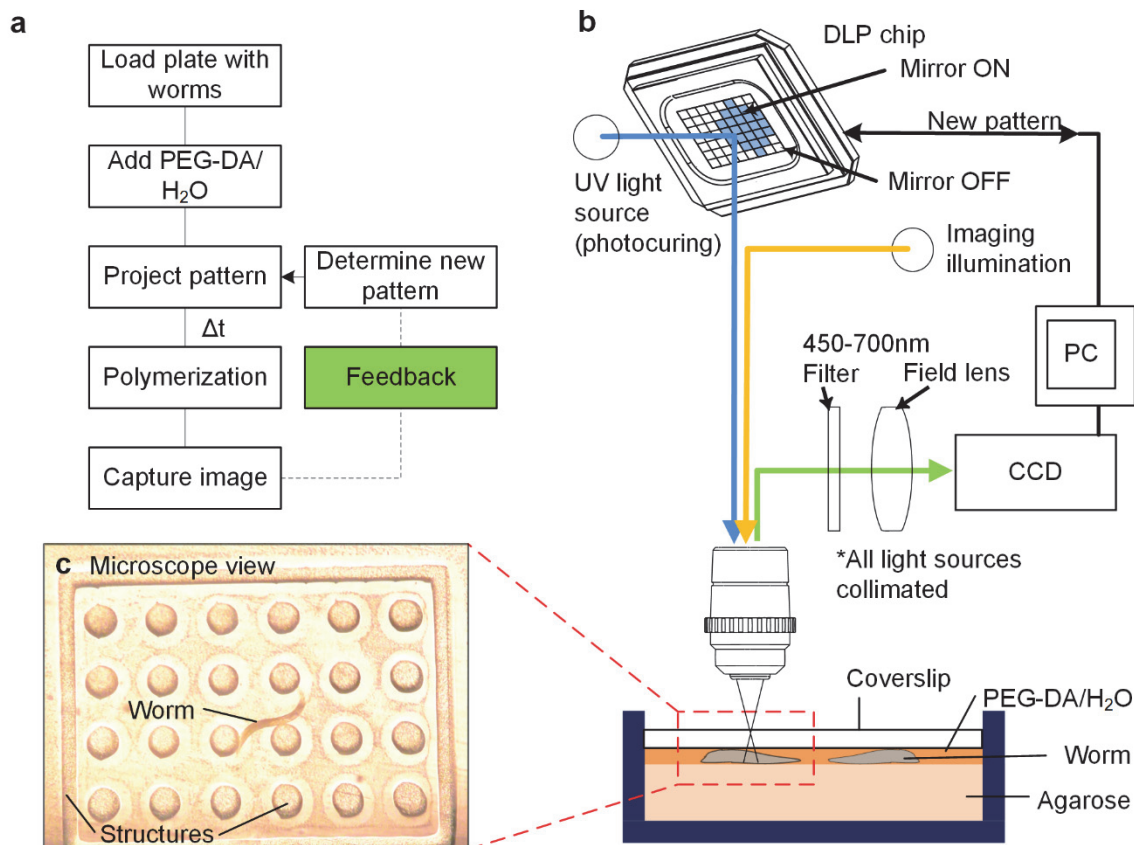 a
Load plate with
worms
Add PEG-DA/
H₂O
Project pattern
Determine new
pattern
Δt
Polymerization
Feedback
Capture image
b
DLP chip
Mirror ON
New pattern
Mirror OFF
UV light
source
(photocuring)
Imaging
illumination
450-700nm
Filter
Field lens
PC
CCD
*All light sources
collimated
Coverslip
PEG-DA/H₂O
Worm
Agarose
c Microscope view
Worm
Structures